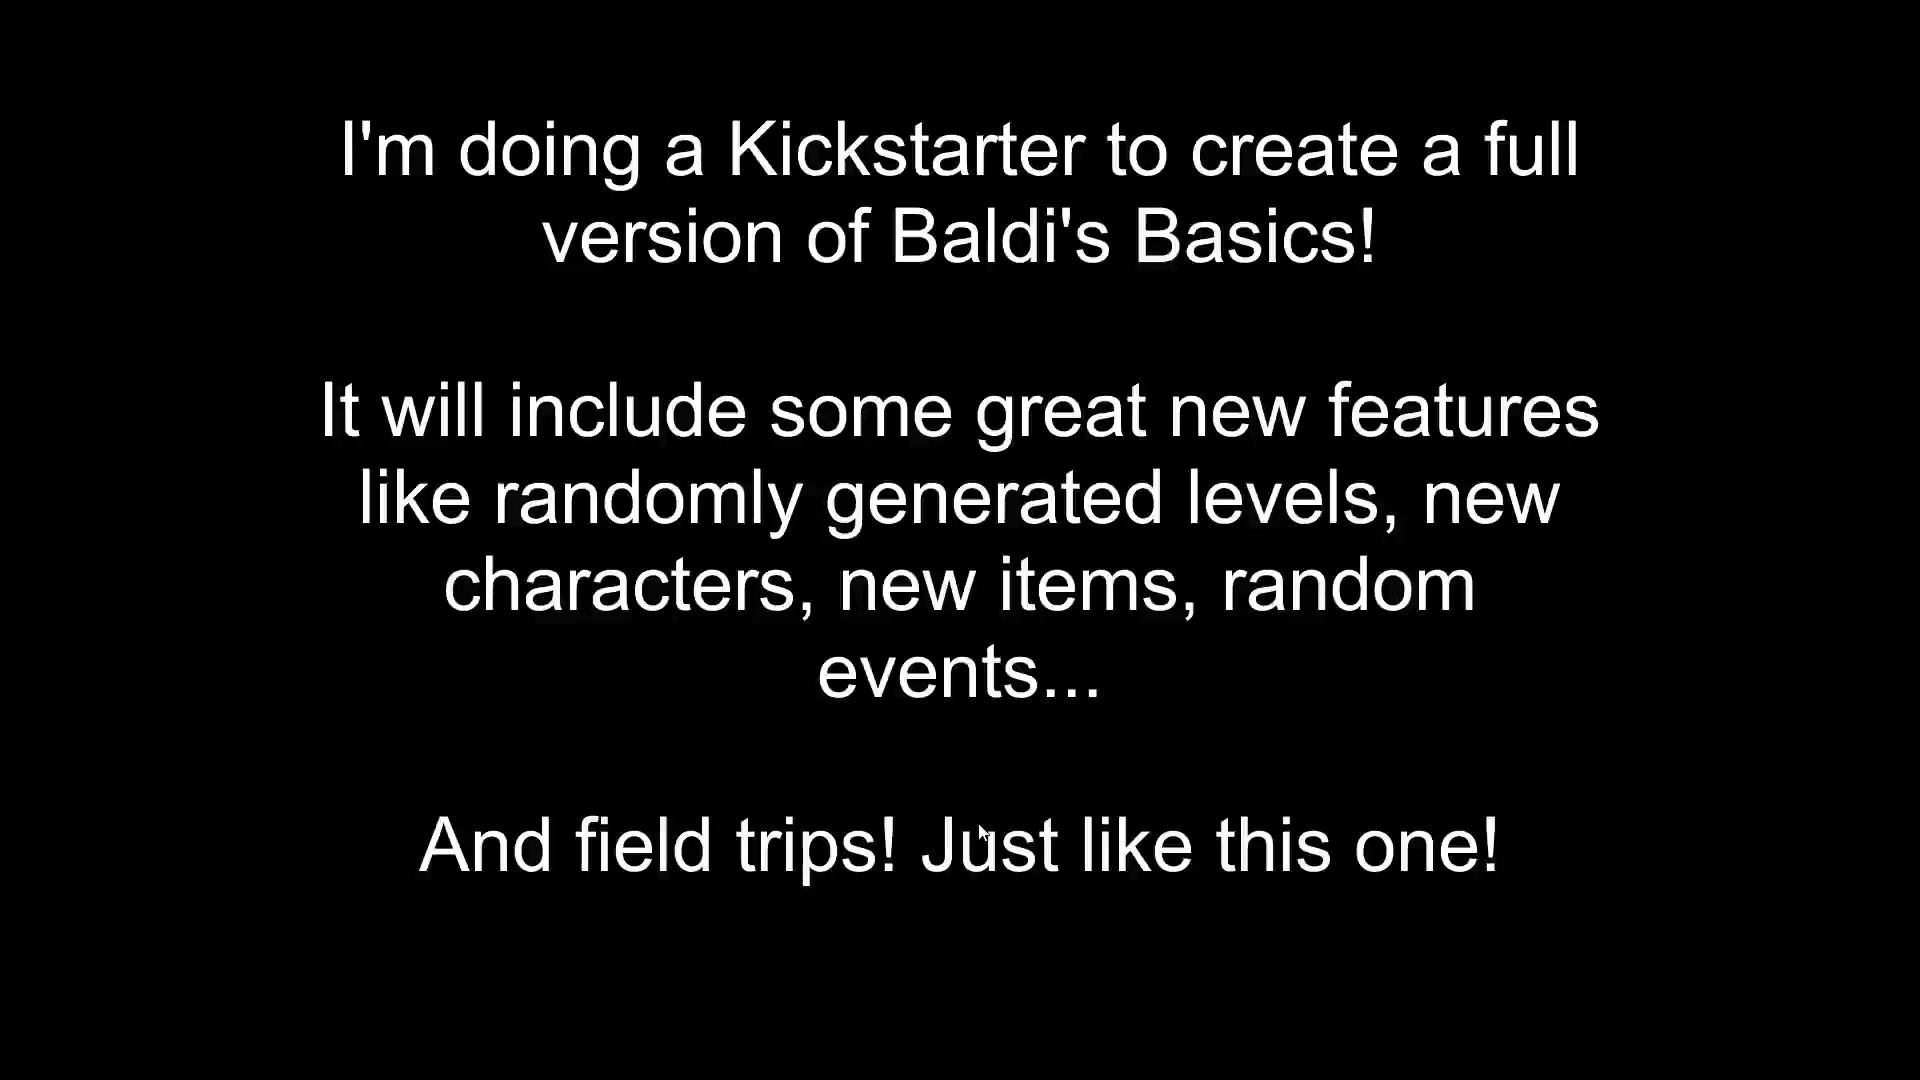 I'm doing a Kickstarter to create a full
version of Baldi's Basics!
It will include some great new features
like randomly generated levels, new
characters, new items, random
events...
And field trips! Just like this one!